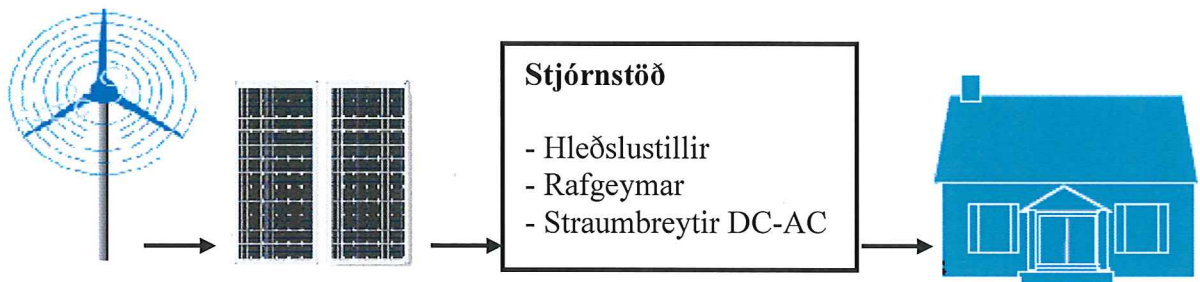 Stjórnstöð
- Hleðslustillir
- Rafgeymar
- Straumbreytir DC-AC